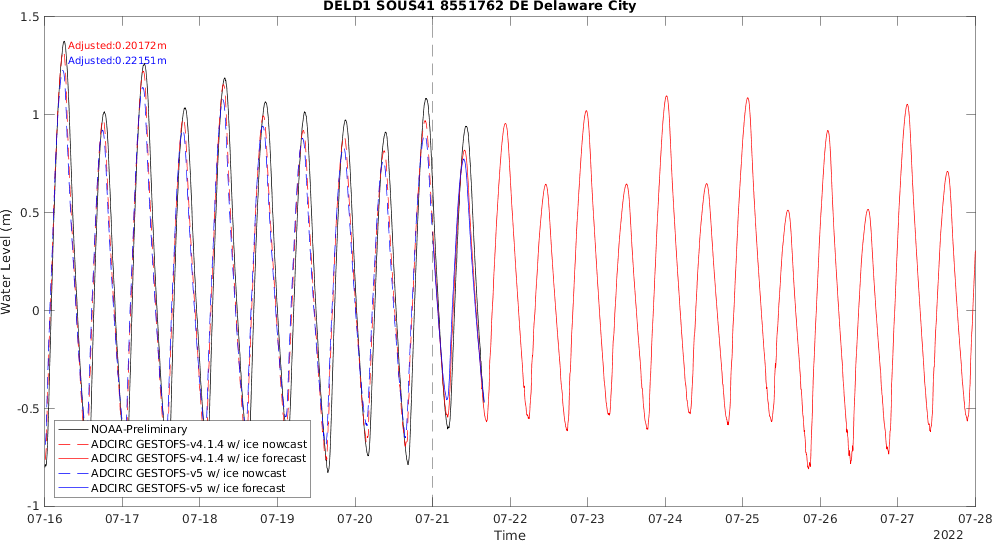 DELD1 SOUS41 8551762 DE Delaware City
1.5
Adjusted:0.20172m
Adjusted:0.22151m
1
0.5
Water Level (m)
0
-0.5
NOAA-Preliminary
ADCIRC GESTOFS-v4.1.4 w/ ice nowcast
ADCIRC GESTOFS-v4.1.4 w/ ice forecast
ADCIRC GESTOFS-v5 w/ ice nowcast
ADCIRC GESTOFS-v5 w/ ice forecast
-1
07-16 07-17 07-18 07-19 07-20 07-21 07-22 07-23 07-24 07-25 07-26 07-27 07-28
Time
2022